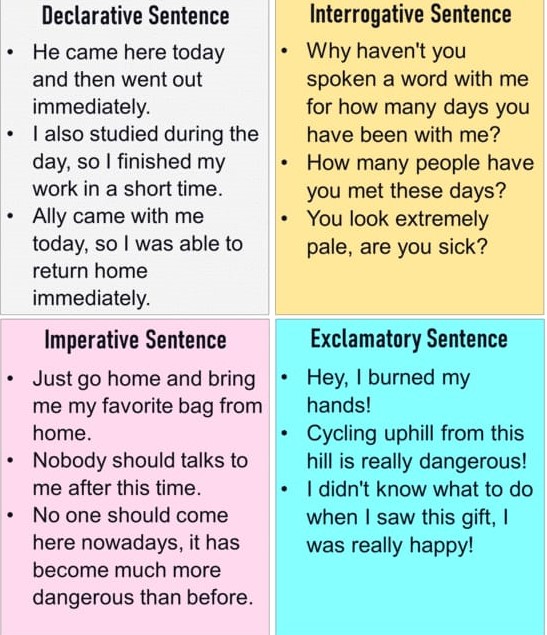 Declarative Sentence
• He came here today
and then went out
immediately.
• I also studied during the
day, so I finished my
work in a short time.
• Ally came with me
today, so I was able to
return home
immediately.
Interrogative Sentence
• Why haven't you
spoken a word with me
for how many days you
have been with me?
• How many people have
you met these days?
• You look extremely
pale, are you sick?
Imperative Sentence
• Just go home and bring
me my favorite bag from
home.
• Nobody should talks to
me after this time.
• No one should come
here nowadays, it has
become much more
dangerous than before.
Exclamatory Sentence
• Hey, I burned my
hands!
• Cycling uphill from this
hill is really dangerous!
• I didn't know what to do
when I saw this gift, I
was really happy!